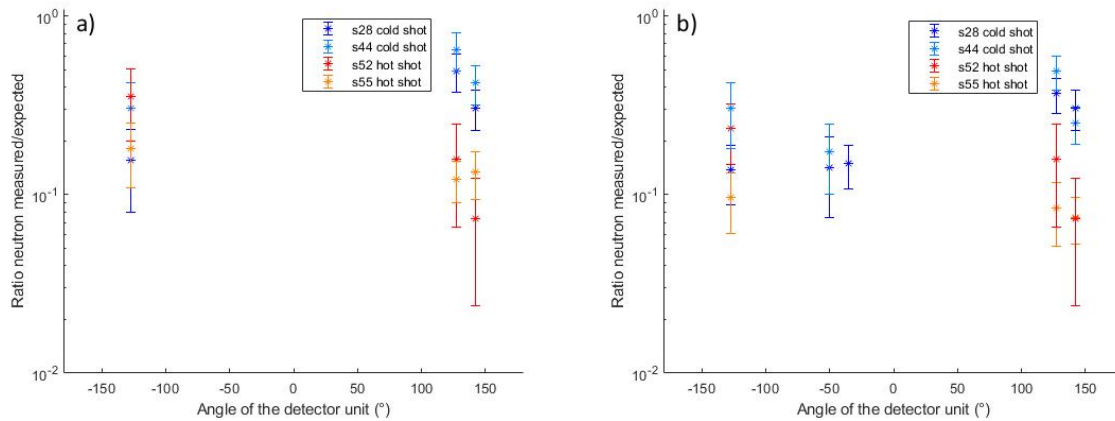 a)
s28 cold shot
s44 cold shot
s52 hot shot
s55 hot shot
10^0
10^-1
10^-2
Ratio neutron measured/expected
-150 -100 -50 0 50 100 150
Angle of the detector unit (°)
b)
s28 cold shot
s44 cold shot
s52 hot shot
s55 hot shot
10^0
10^-1
10^-2
Ratio neutron measured/expected
-150 -100 -50 0 50 100 150
Angle of the detector unit (°)